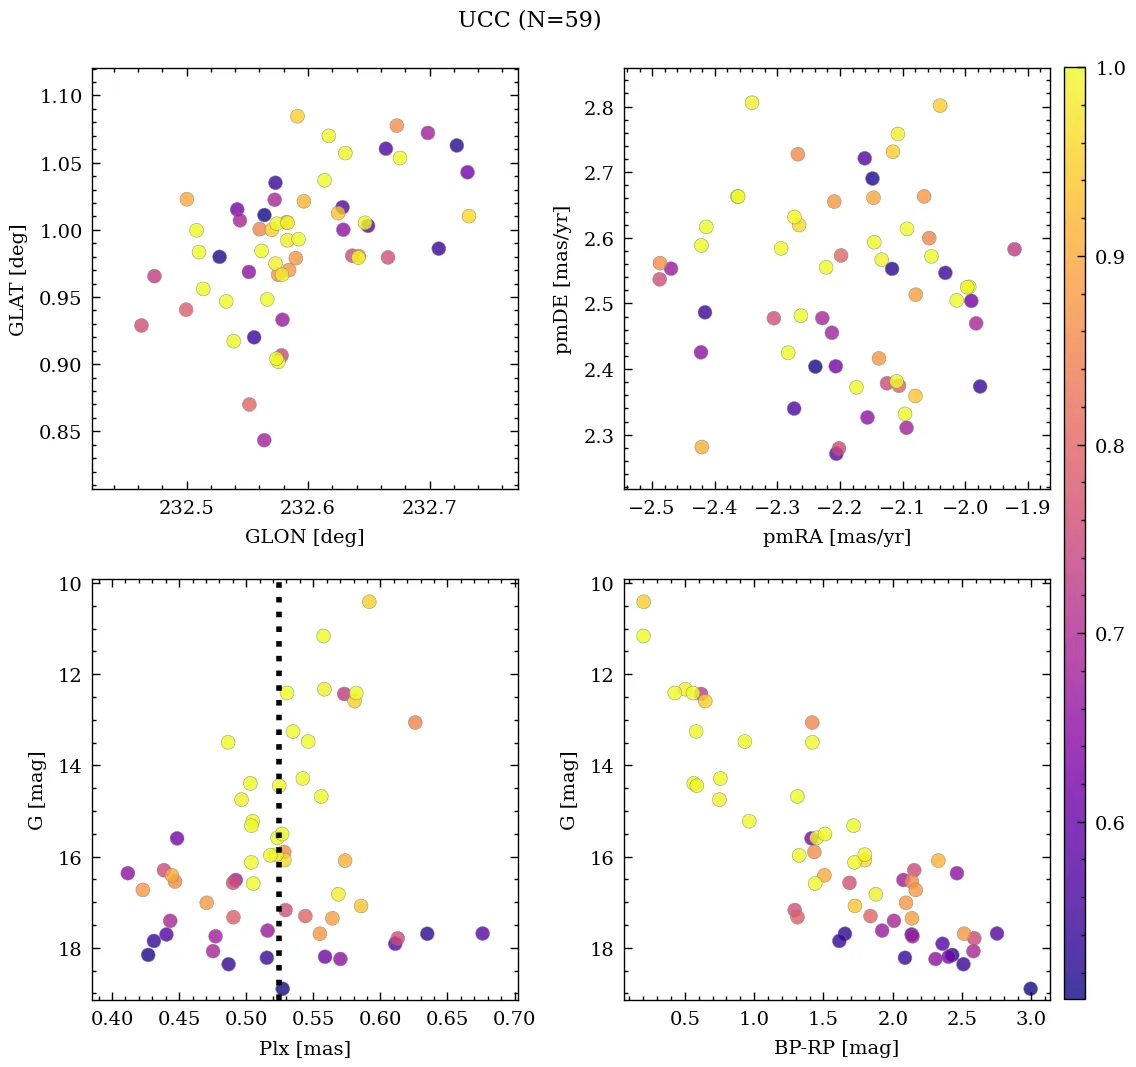 UCC (N=59)
1.10
1.05
1.00
0.95
0.90
0.85
GLAT [deg]
232.5 232.6 232.7
GLON [deg]
2.8
2.7
2.6
2.5
2.4
2.3
pmDE [mas/yr]
−2.5 −2.4 −2.3 −2.2 −2.1 −2.0 −1.9
pmRA [mas/yr]
10
12
14
16
18
G [mag]
0.40 0.45 0.50 0.55 0.60 0.65 0.70
Plx [mas]
10
12
14
16
18
G [mag]
0.5 1.0 1.5 2.0 2.5 3.0
BP-RP [mag]
1.0
0.9
0.8
0.7
0.6